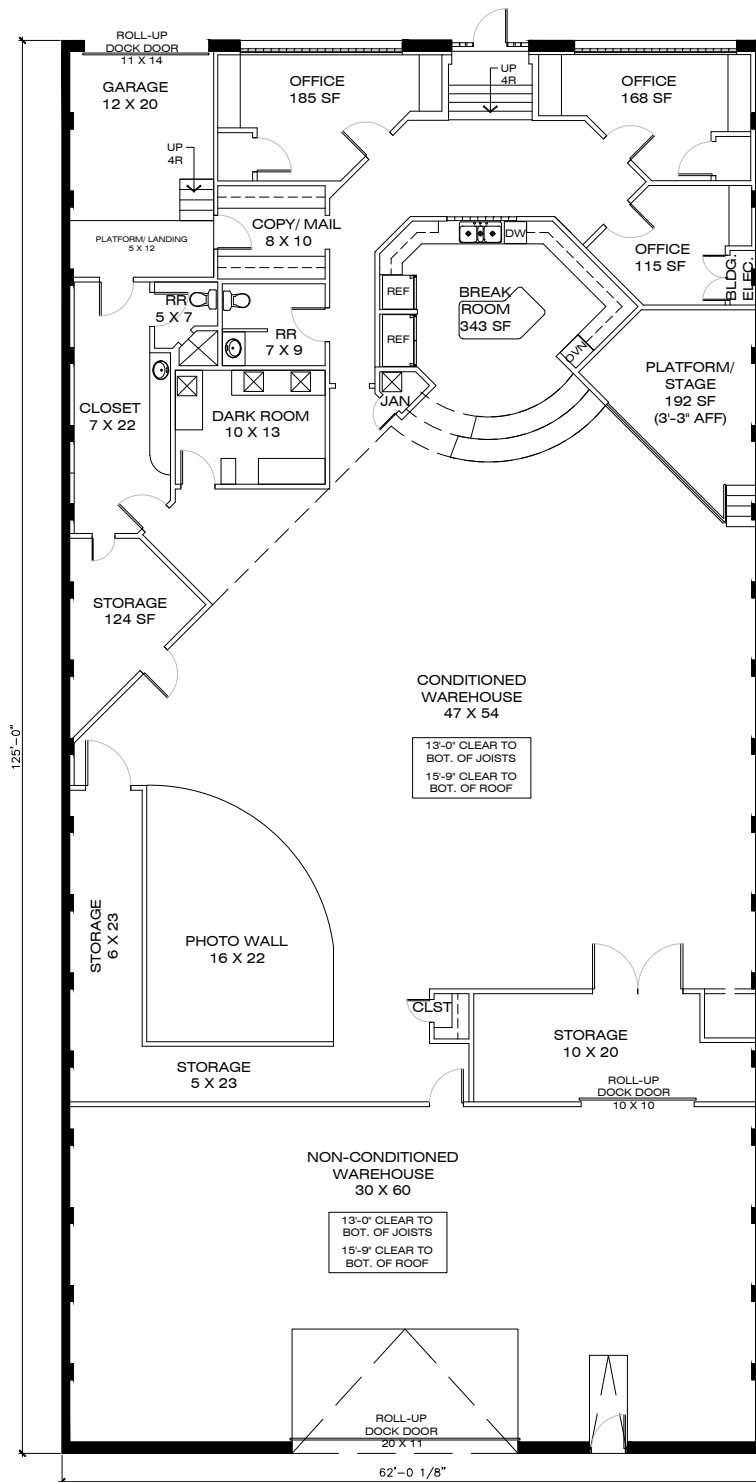 ROLL-UP
DOCK DOOR
11 X 14
GARAGE
12 X 20
UP
4R
PLATFORM/ LANDING
5 X 12
OFFICE
185 SF
UP
4R
OFFICE
168 SF
COPY/ MAIL
8 X 10
OFFICE
115 SF
BLDG.
ELEC.
DW
REF
REF
BREAK
ROOM
343 SF
OVN
JAN
RR
5 X 7
RR
7 X 9
PLATFORM/
STAGE
192 SF
(3'-3" AFF)
CLOSET
7 X 22
DARK ROOM
10 X 13
STORAGE
124 SF
CONDITIONED
WAREHOUSE
47 X 54
13'-0" CLEAR TO
BOT. OF JOISTS
15'-9" CLEAR TO
BOT. OF ROOF
125'-0"
STORAGE
6 X 23
PHOTO WALL
16 X 22
CLST
STORAGE
10 X 20
STORAGE
5 X 23
ROLL-UP
DOCK DOOR
10 X 10
NON-CONDITIONED
WAREHOUSE
30 X 60
13'-0" CLEAR TO
BOT. OF JOISTS
15'-9" CLEAR TO
BOT. OF ROOF
ROLL-UP
DOCK DOOR
20 X 11
62'-0 1/8"